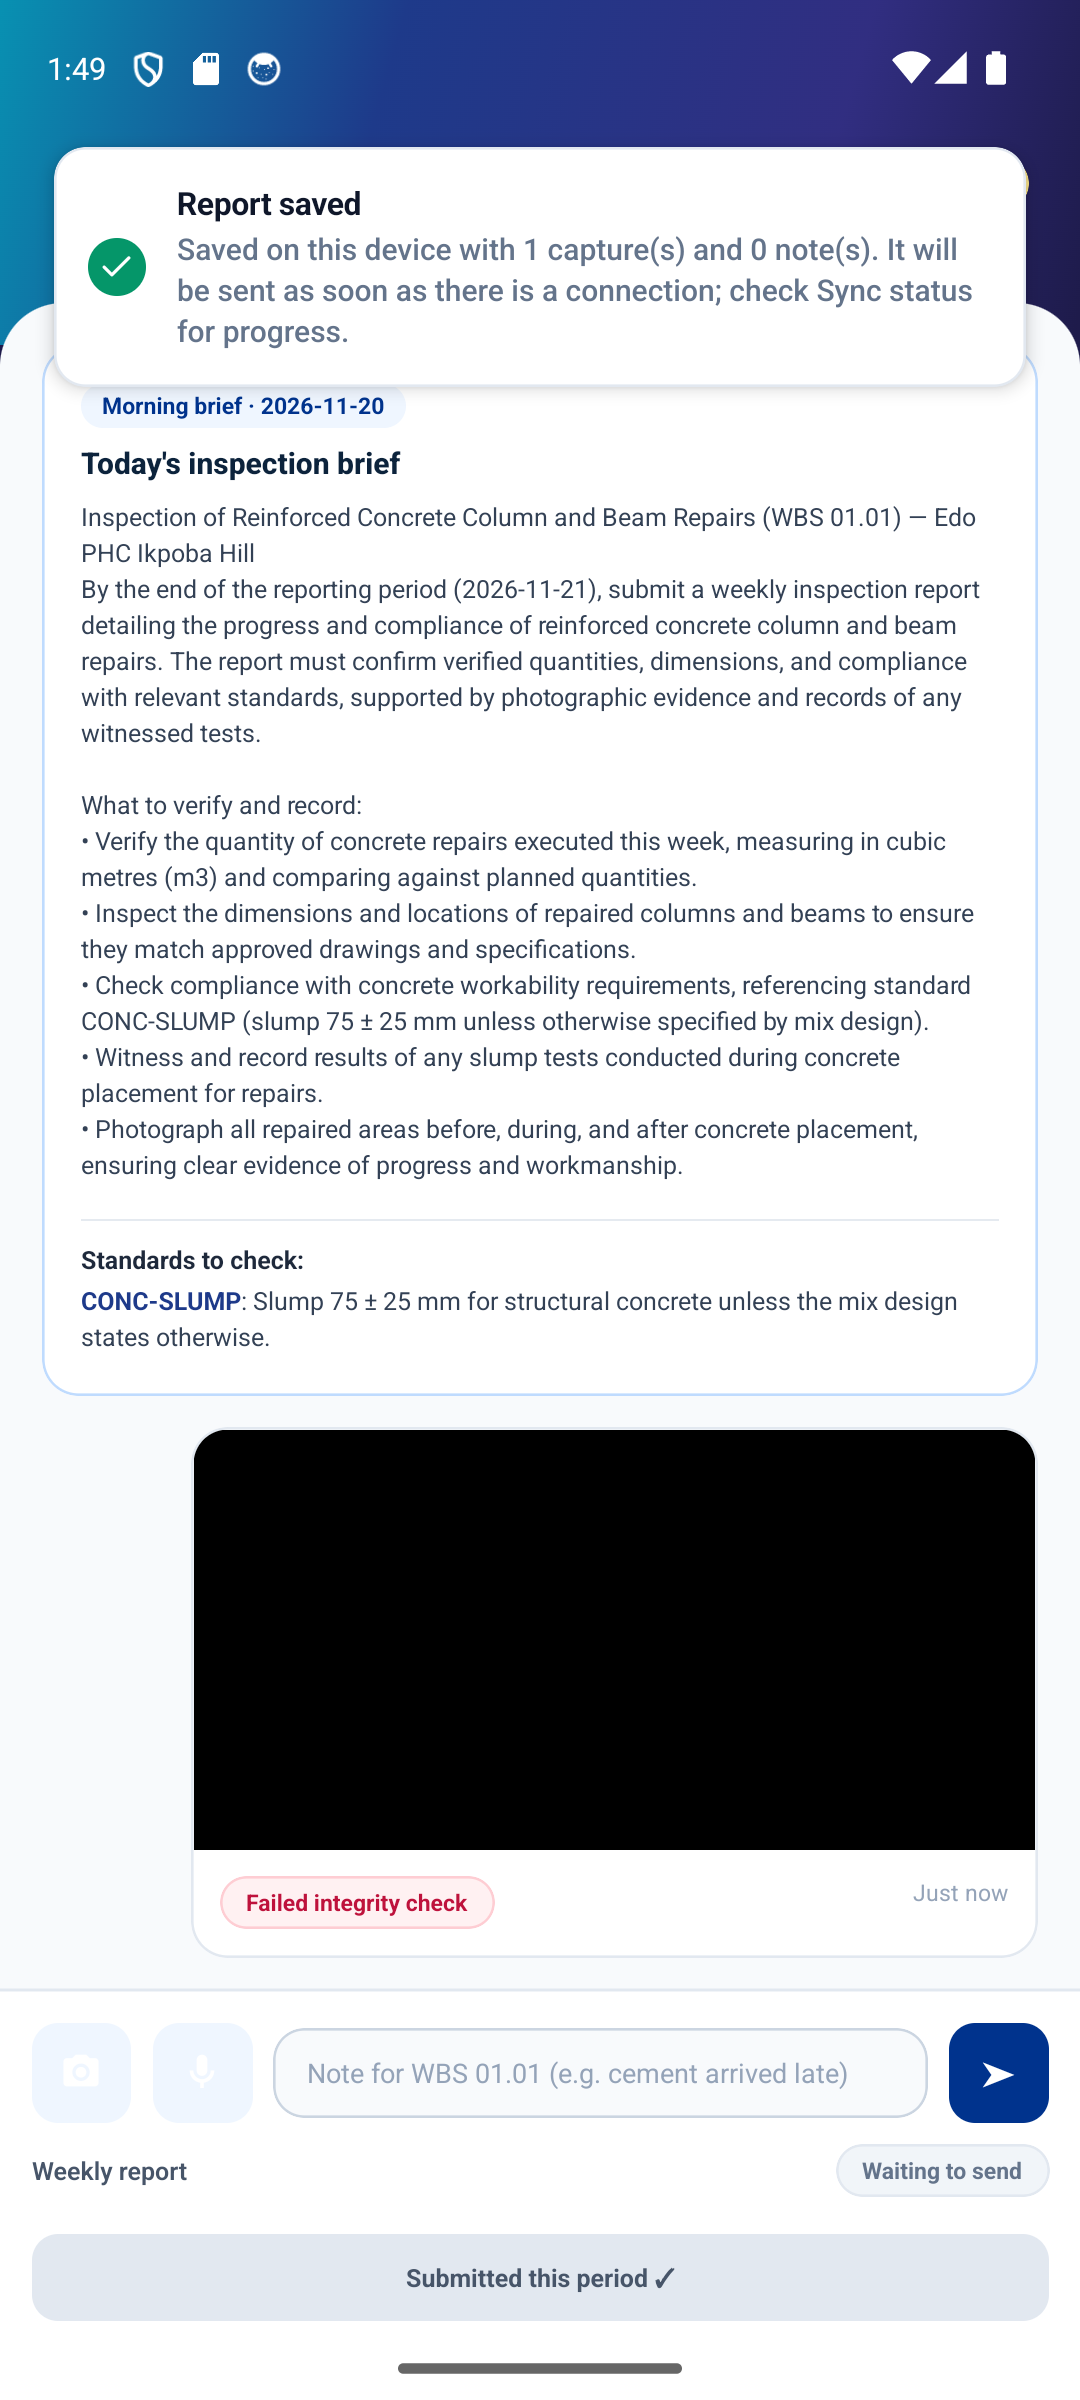 1:49
Report saved
Saved on this device with 1 capture(s) and 0 note(s). It will
be sent as soon as there is a connection; check Sync status
for progress.
Morning brief · 2026-11-20
Today's inspection brief
Inspection of Reinforced Concrete Column and Beam Repairs (WBS 01.01) — Edo
PHC Ikpoba Hill
By the end of the reporting period (2026-11-21), submit a weekly inspection report
detailing the progress and compliance of reinforced concrete column and beam
repairs. The report must confirm verified quantities, dimensions, and compliance
with relevant standards, supported by photographic evidence and records of any
witnessed tests.
What to verify and record:
• Verify the quantity of concrete repairs executed this week, measuring in cubic
metres (m3) and comparing against planned quantities.
• Inspect the dimensions and locations of repaired columns and beams to ensure
they match approved drawings and specifications.
• Check compliance with concrete workability requirements, referencing standard
CONC-SLUMP (slump 75 ± 25 mm unless otherwise specified by mix design).
• Witness and record results of any slump tests conducted during concrete
placement for repairs.
• Photograph all repaired areas before, during, and after concrete placement,
ensuring clear evidence of progress and workmanship.
Standards to check:
CONC-SLUMP: Slump 75 ± 25 mm for structural concrete unless the mix design
states otherwise.
Failed integrity check
Just now
Note for WBS 01.01 (e.g. cement arrived late)
Weekly report
Waiting to send
Submitted this period ✓